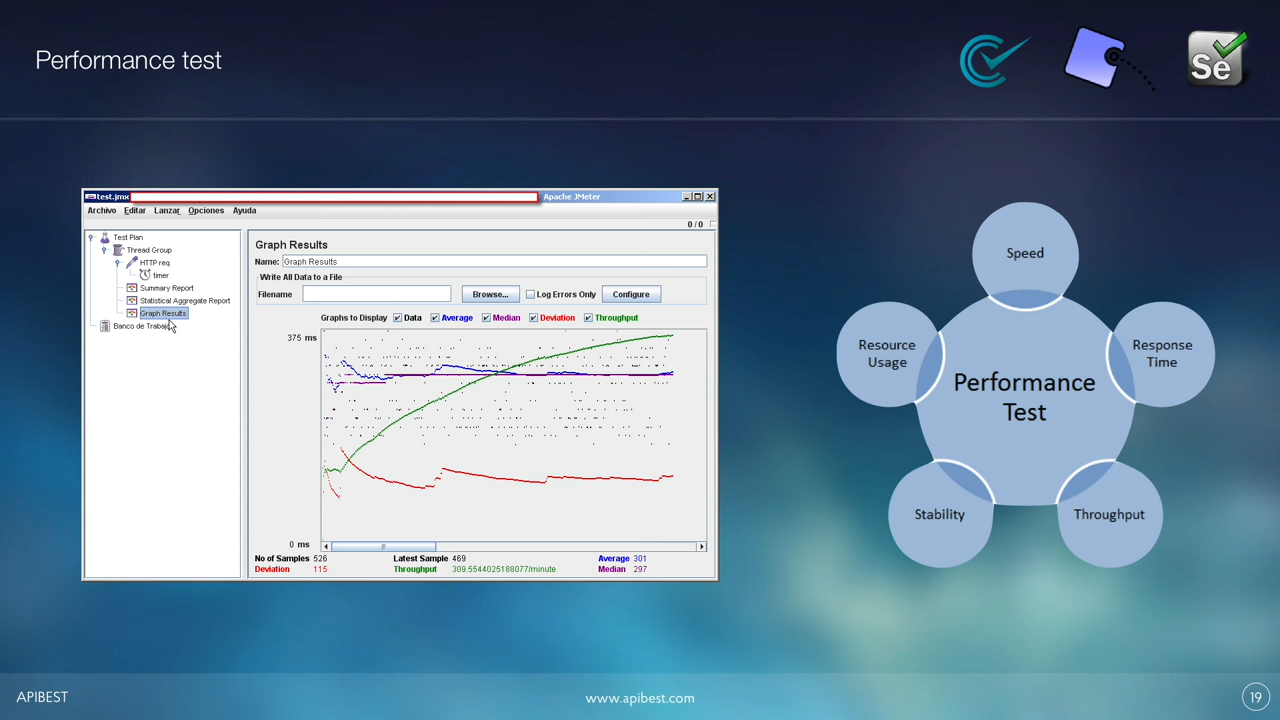 Performance test
Se
test.jmx
Apache JMeter
Archivo Editar Lanzar Opciones Ayuda
0 / 0
Test Plan
Thread Group
HTTP req
timer
Summary Report
Statistical Aggregate Report
Graph Results
Banco de Trabajo
Graph Results
Name: Graph Results
Write All Data to a File
Filename Browse... Log Errors Only Configure
Graphs to Display Data Average Median Deviation Throughput
375 ms
0 ms
No of Samples 526 Latest Sample 469 Average 301
Deviation 115 Throughput 309.5544025188077/minute Median 297
Speed
Resource
Usage
Response
Time
Performance
Test
Stability
Throughput
APIBEST
www.apibest.com
19